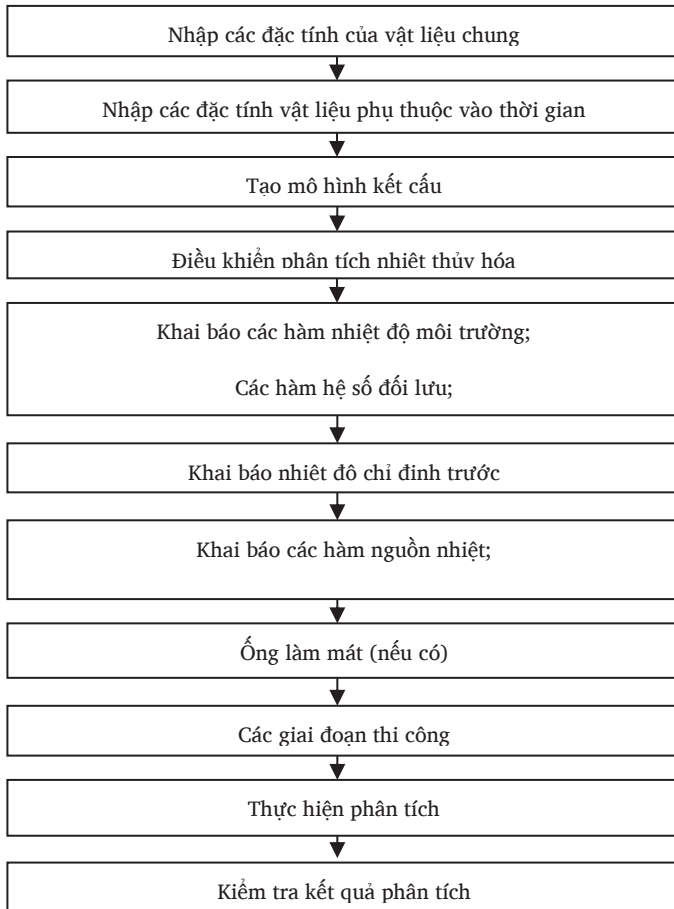 Nhập các đặc tính của vật liệu chung
Nhập các đặc tính vật liệu phụ thuộc vào thời gian
Tạo mô hình kết cấu
Điều khiển phân tích nhiệt thủy hóa
Khai báo các hàm nhiệt độ môi trường;
Các hàm hệ số đối lưu;
Khai báo nhiệt độ chỉ định trước
Khai báo các hàm nguồn nhiệt;
Ống làm mát (nếu có)
Các giai đoạn thi công
Thực hiện phân tích
Kiểm tra kết quả phân tích